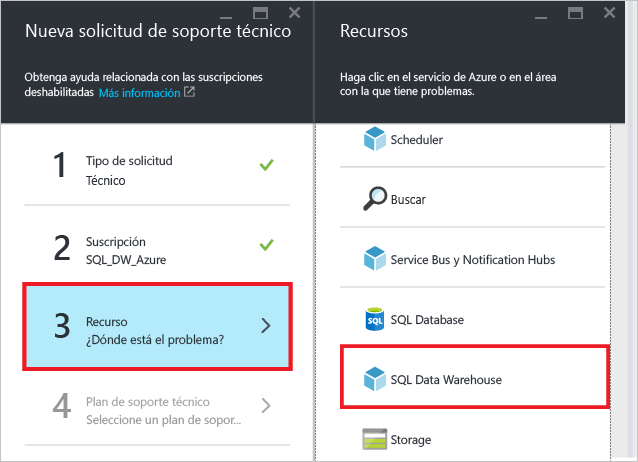 Nueva solicitud de soporte técnico
Obtenga ayuda relacionada con las suscripciones
deshabilitadas Más información
1
Tipo de solicitud
Técnico
2
Suscripción
SQL_DW_Azure
3
Recurso
¿Dónde está el problema?
4
Plan de soporte técnico
Seleccione un plan de sopor...
Recursos
Haga clic en el servicio de Azure o en el área
con la que tiene problemas.
Scheduler
Buscar
Service Bus y Notification Hubs
SQL
SQL Database
SQL Data Warehouse
Storage